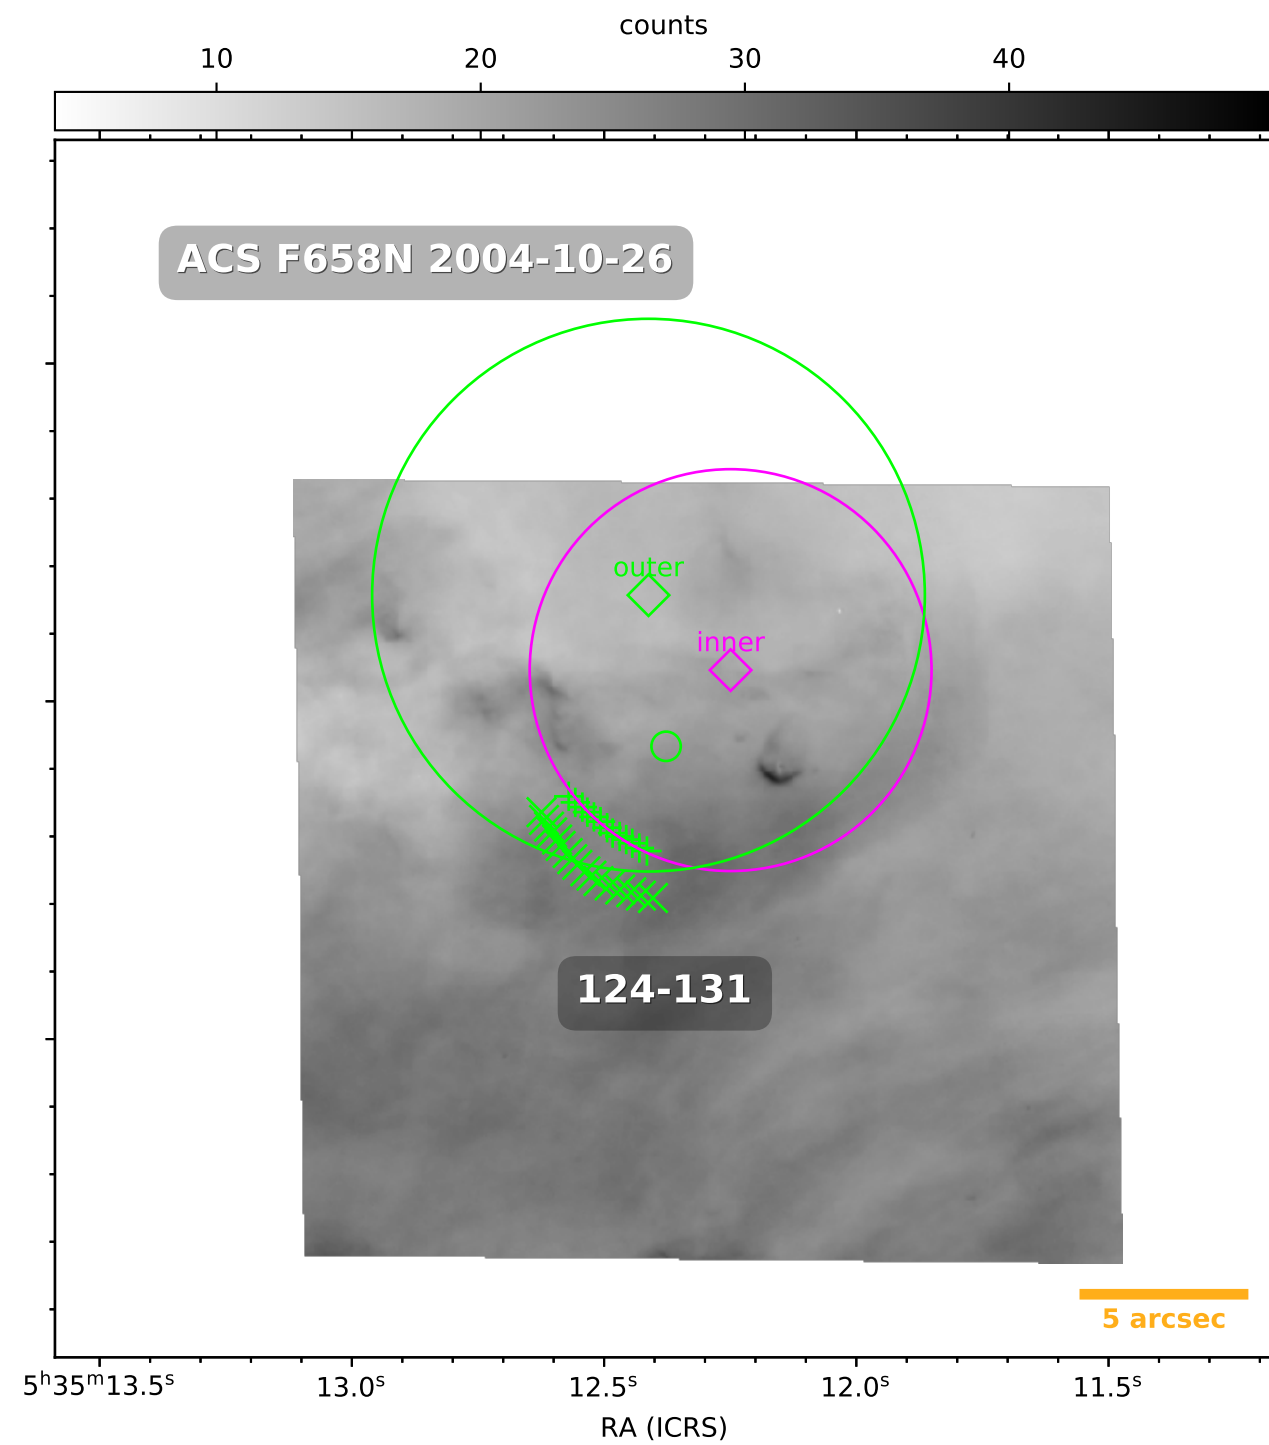 counts
10 20 30 40
ACS F658N 2004-10-26
outer
inner
124-131
5 arcsec
5ʰ35ᵐ13.5ˢ 13.0ˢ 12.5ˢ 12.0ˢ 11.5ˢ
RA (ICRS)